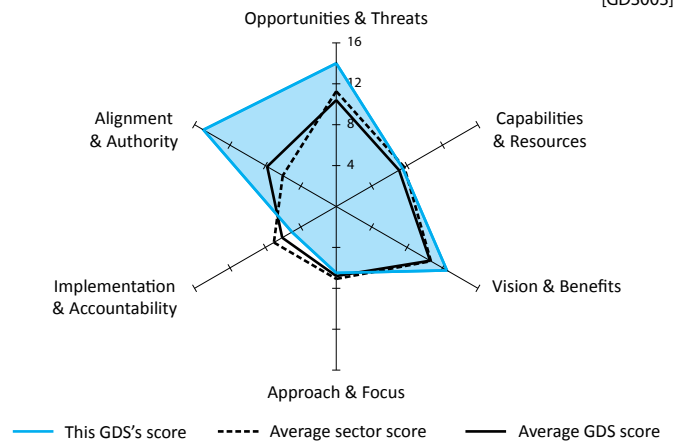 [GDS003]
Opportunities & Threats
16
12
8
4
Alignment
& Authority
Capabilities
& Resources
Implementation
& Accountability
Vision & Benefits
Approach & Focus
This GDS's score
Average sector score
Average GDS score